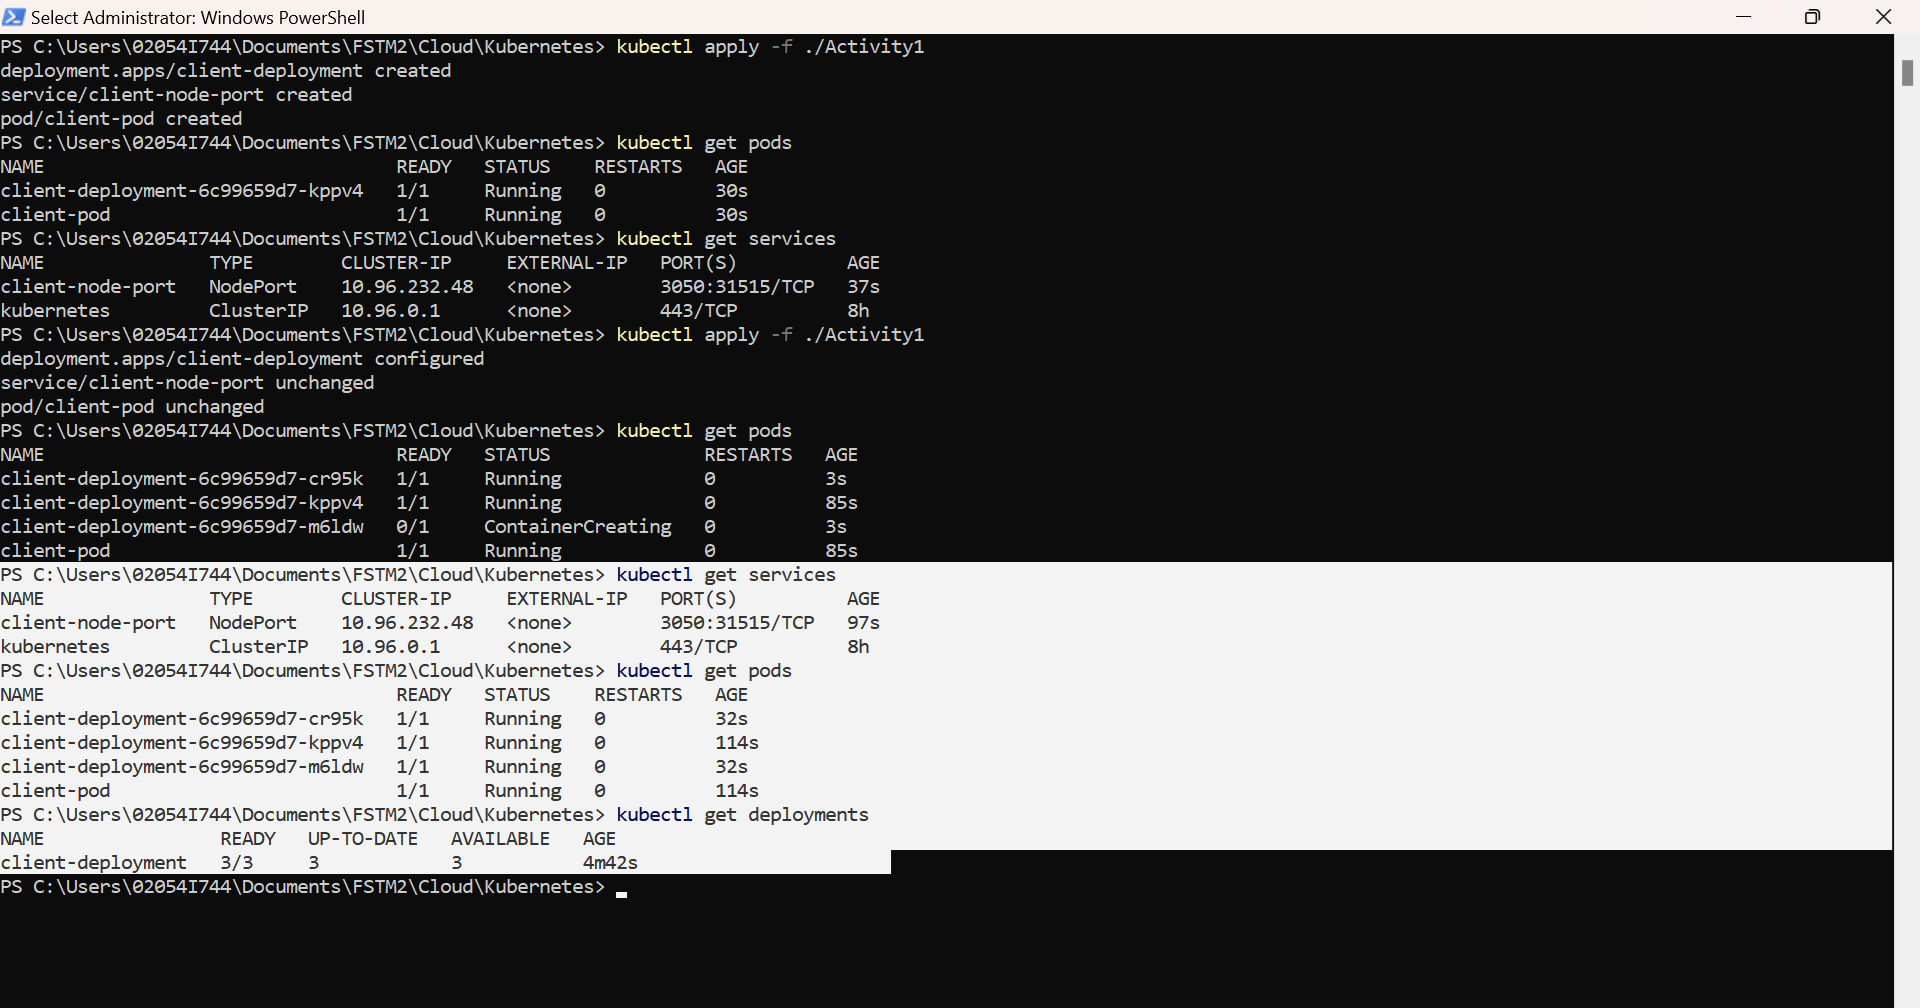 Select Administrator: Windows PowerShell
PS C:\Users\02054I744\Documents\FSTM2\Cloud\Kubernetes> kubectl apply -f ./Activity1
deployment.apps/client-deployment created
service/client-node-port created
pod/client-pod created
PS C:\Users\02054I744\Documents\FSTM2\Cloud\Kubernetes> kubectl get pods
NAME                                READY   STATUS    RESTARTS   AGE
client-deployment-6c99659d7-kppv4   1/1     Running   0          30s
client-pod                          1/1     Running   0          30s
PS C:\Users\02054I744\Documents\FSTM2\Cloud\Kubernetes> kubectl get services
NAME               TYPE        CLUSTER-IP     EXTERNAL-IP   PORT(S)          AGE
client-node-port   NodePort    10.96.232.48   <none>        3050:31515/TCP   37s
kubernetes         ClusterIP   10.96.0.1      <none>        443/TCP          8h
PS C:\Users\02054I744\Documents\FSTM2\Cloud\Kubernetes> kubectl apply -f ./Activity1
deployment.apps/client-deployment configured
service/client-node-port unchanged
pod/client-pod unchanged
PS C:\Users\02054I744\Documents\FSTM2\Cloud\Kubernetes> kubectl get pods
NAME                                READY   STATUS              RESTARTS   AGE
client-deployment-6c99659d7-cr95k   1/1     Running             0          3s
client-deployment-6c99659d7-kppv4   1/1     Running             0          85s
client-deployment-6c99659d7-m6ldw   0/1     ContainerCreating   0          3s
client-pod                          1/1     Running             0          85s
PS C:\Users\02054I744\Documents\FSTM2\Cloud\Kubernetes> kubectl get services
NAME               TYPE        CLUSTER-IP     EXTERNAL-IP   PORT(S)          AGE
client-node-port   NodePort    10.96.232.48   <none>        3050:31515/TCP   97s
kubernetes         ClusterIP   10.96.0.1      <none>        443/TCP          8h
PS C:\Users\02054I744\Documents\FSTM2\Cloud\Kubernetes> kubectl get pods
NAME                                READY   STATUS    RESTARTS   AGE
client-deployment-6c99659d7-cr95k   1/1     Running   0          32s
client-deployment-6c99659d7-kppv4   1/1     Running   0          114s
client-deployment-6c99659d7-m6ldw   1/1     Running   0          32s
client-pod                          1/1     Running   0          114s
PS C:\Users\02054I744\Documents\FSTM2\Cloud\Kubernetes> kubectl get deployments
NAME                READY   UP-TO-DATE   AVAILABLE   AGE
client-deployment   3/3     3            3           4m42s
PS C:\Users\02054I744\Documents\FSTM2\Cloud\Kubernetes>